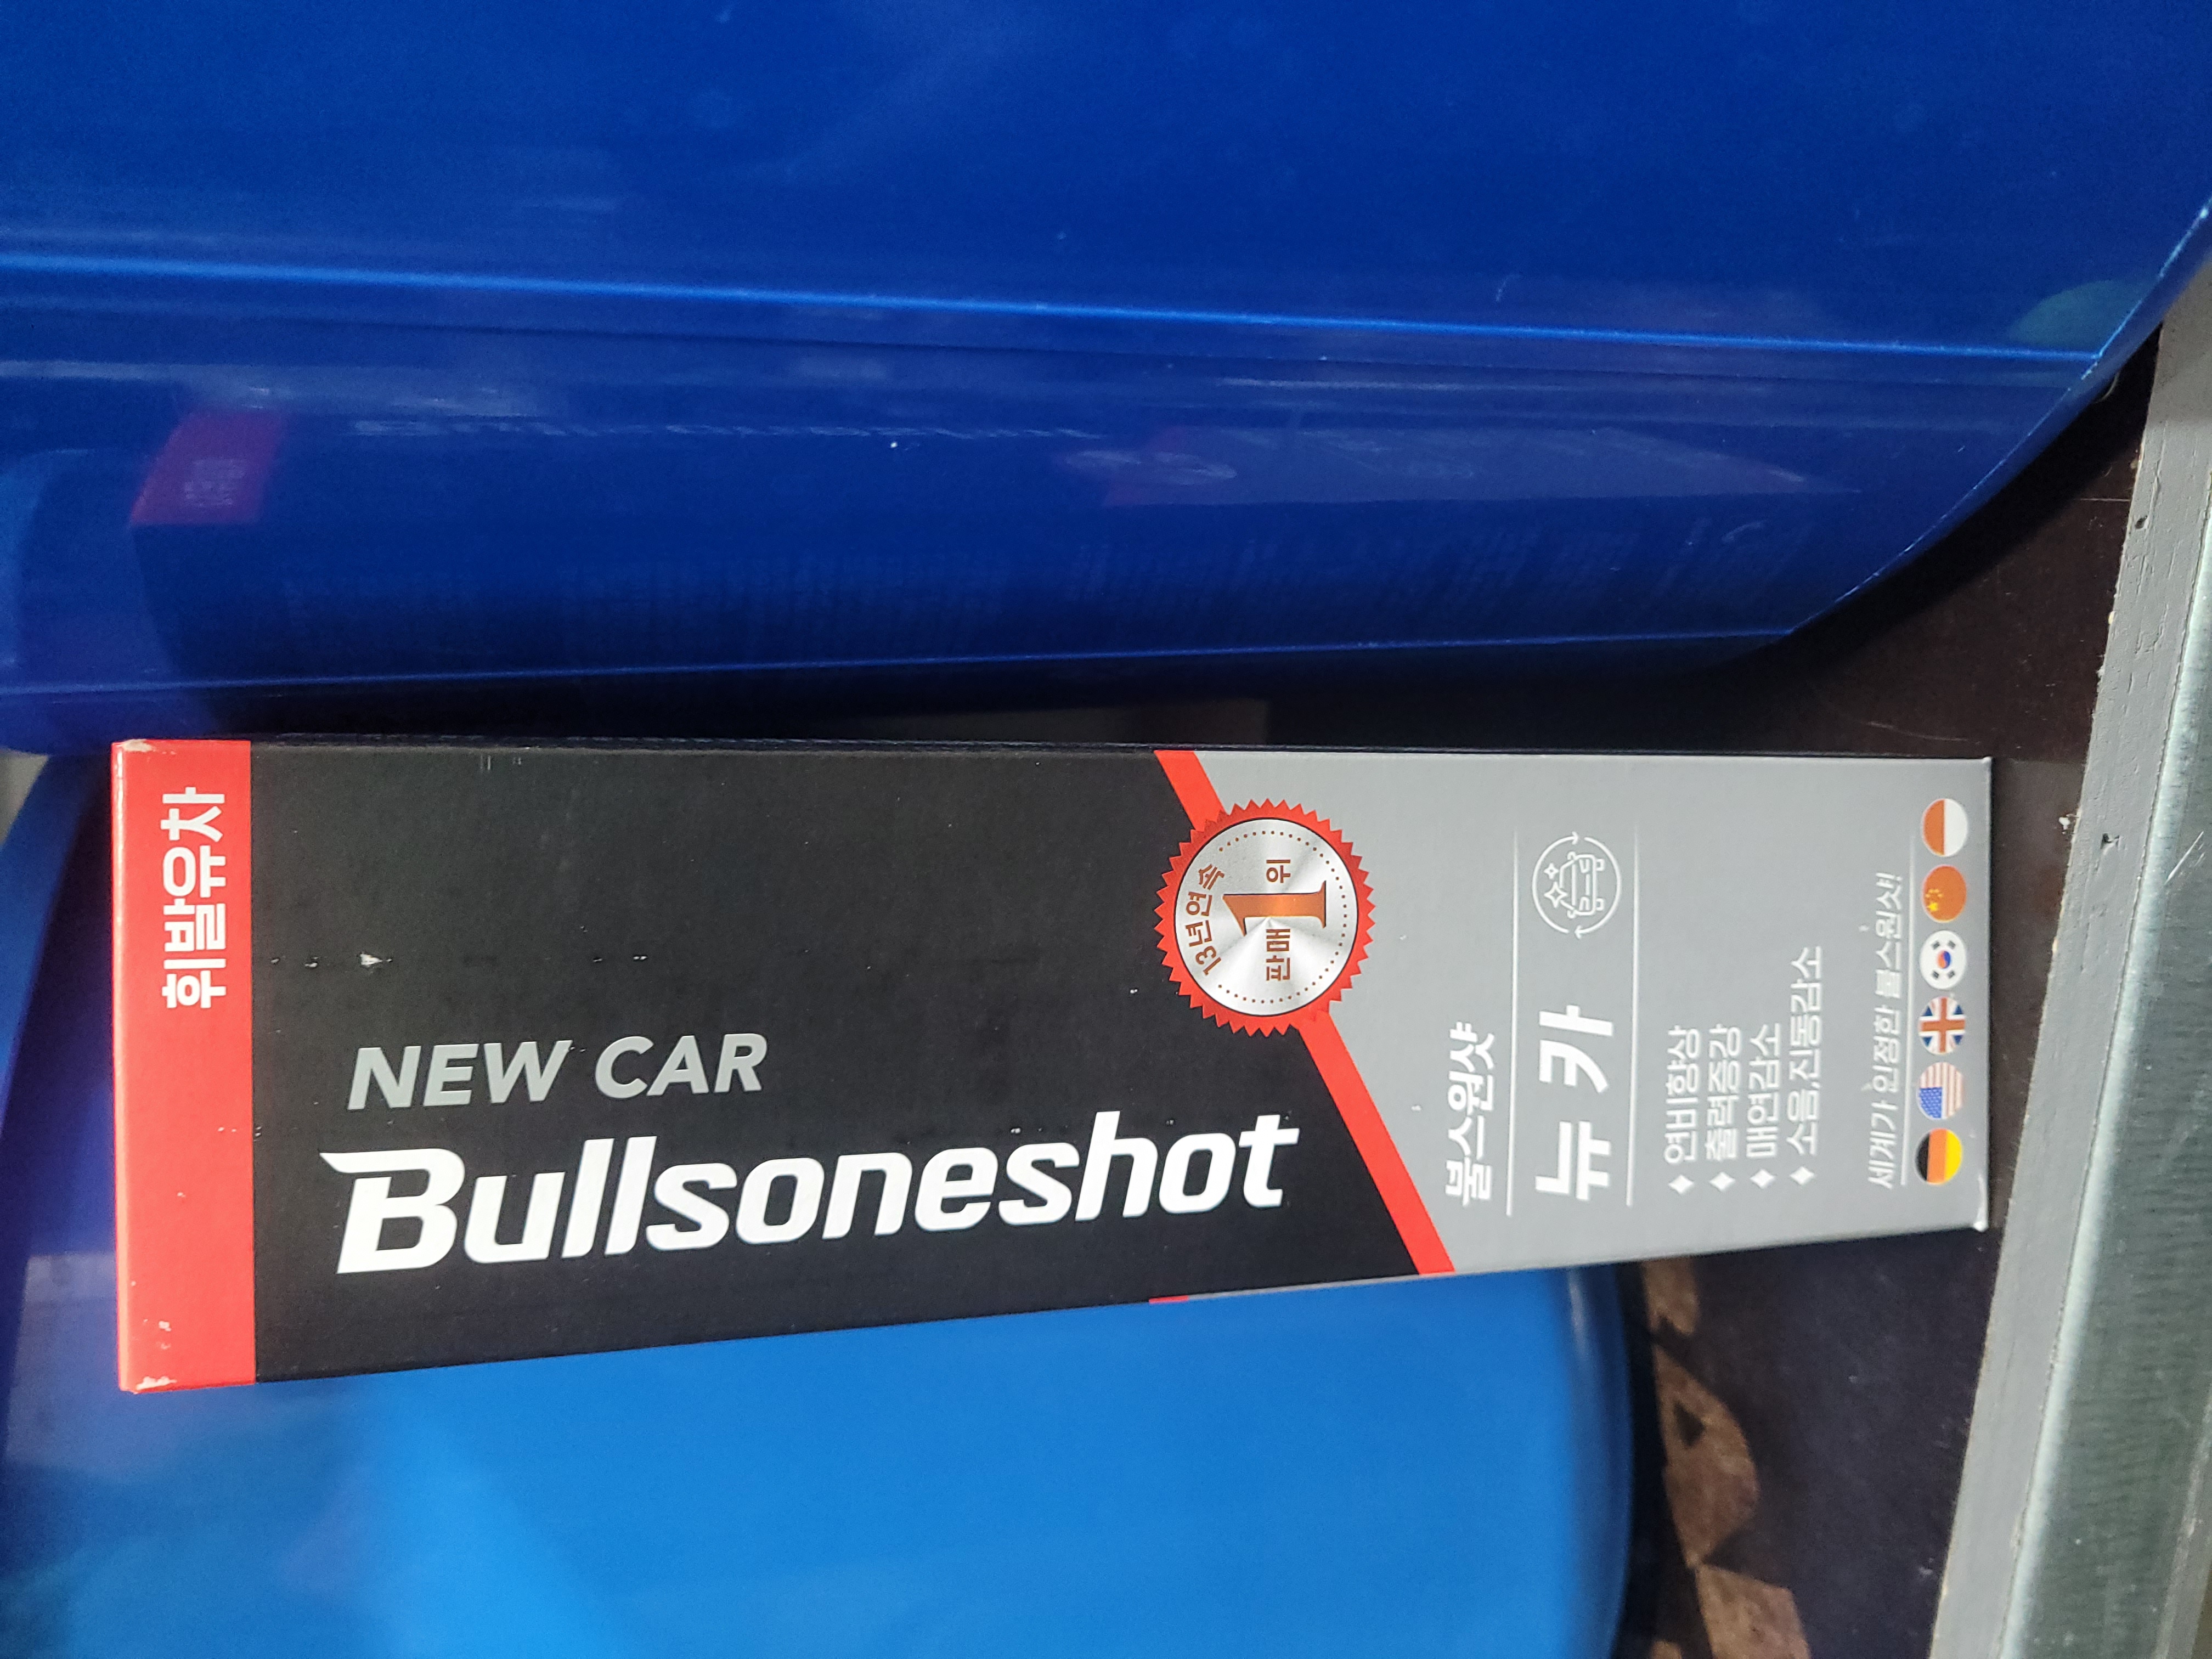 휘발유차
NEW CAR
Bullsoneshot
13년연속
판매 1위
불스원샷
뉴카
연비향상
출력증강
매연감소
소음,진동감소
세계가 인정한 불스원샷!